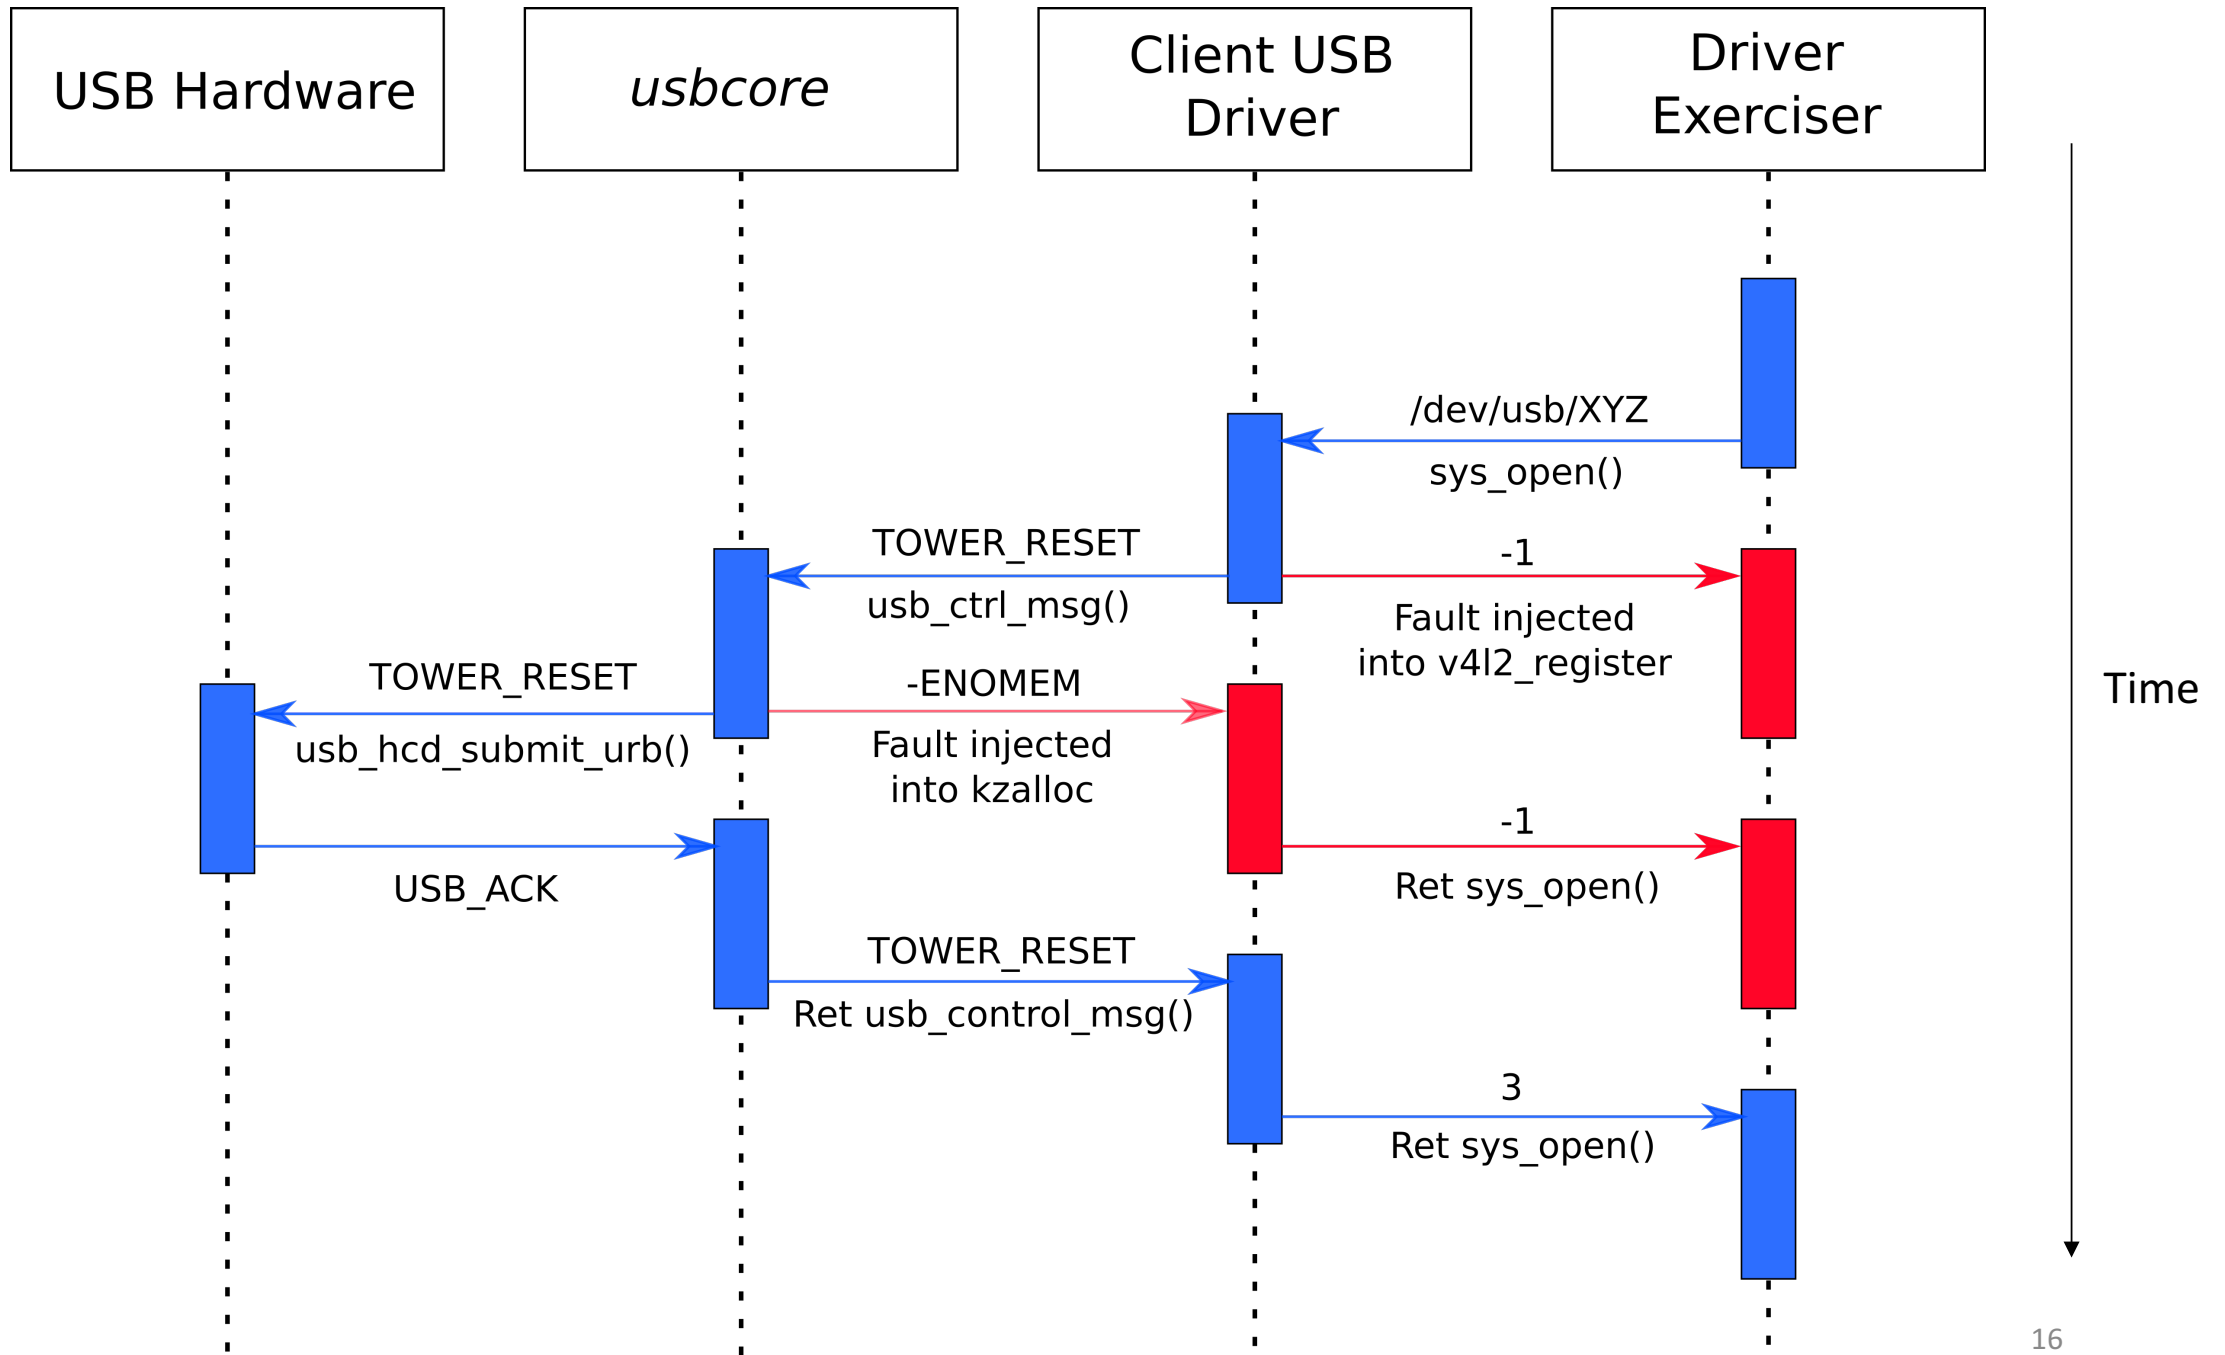 USB Hardware
usbcore
Client USB
Driver
Driver
Exerciser
/dev/usb/XYZ
sys_open()
TOWER_RESET
usb_ctrl_msg()
-1
Fault injected
into v4l2_register
TOWER_RESET
usb_hcd_submit_urb()
-ENOMEM
Fault injected
into kzalloc
Time
USB_ACK
-1
Ret sys_open()
TOWER_RESET
Ret usb_control_msg()
3
Ret sys_open()
16